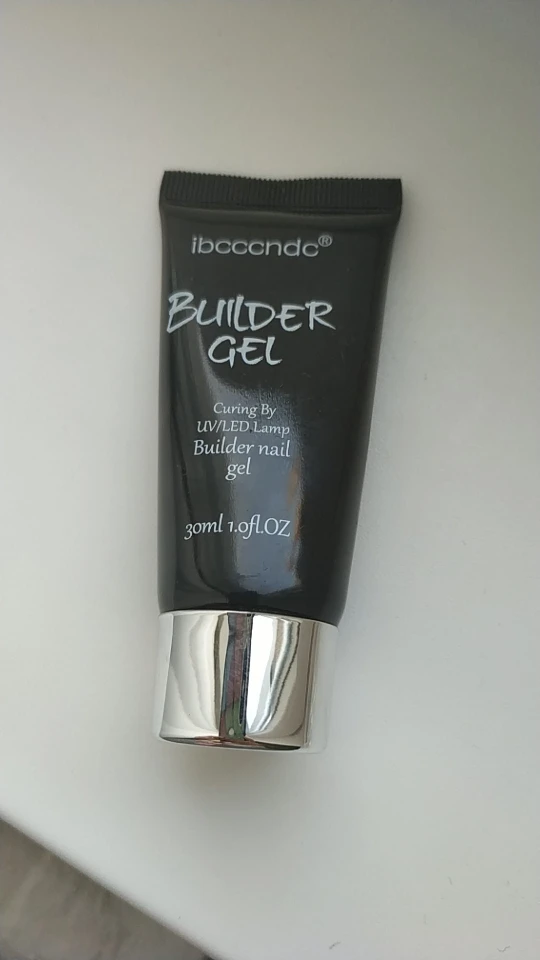 ibcccndc®
BUILDER
GEL
Curing By
UV/LED Lamp
Builder nail
gel
30ml 1.0fl.OZ